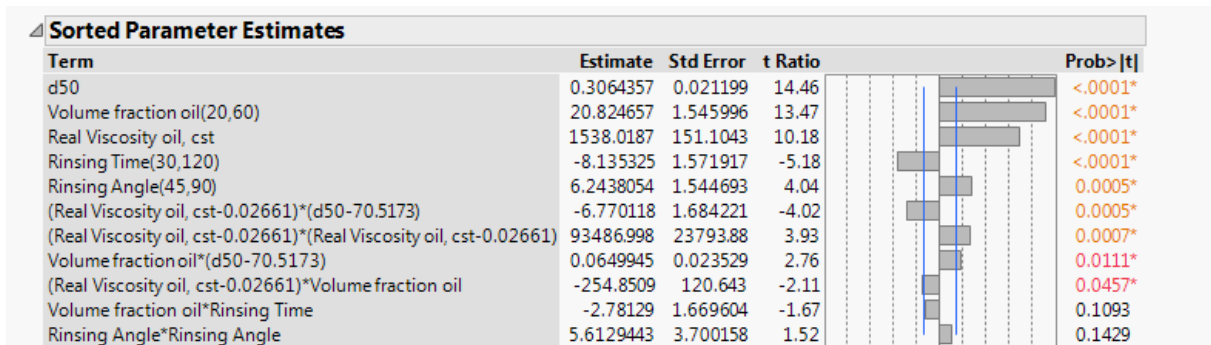 Sorted Parameter Estimates
Term Estimate Std Error t Ratio Prob>|t|
d50 0.3064357 0.021199 14.46 <.0001*
Volume fraction oil(20,60) 20.824657 1.545996 13.47 <.0001*
Real Viscosity oil, cst 1538.0187 151.1043 10.18 <.0001*
Rinsing Time(30,120) -8.135325 1.571917 -5.18 <.0001*
Rinsing Angle(45,90) 6.2438054 1.544693 4.04 0.0005*
(Real Viscosity oil, cst-0.02661)*(d50-70.5173) -6.770118 1.684221 -4.02 0.0005*
(Real Viscosity oil, cst-0.02661)*(Real Viscosity oil, cst-0.02661) 93486.998 23793.88 3.93 0.0007*
Volume fraction oil*(d50-70.5173) 0.0649945 0.023529 2.76 0.0111*
(Real Viscosity oil, cst-0.02661)*Volume fraction oil -254.8509 120.643 -2.11 0.0457*
Volume fraction oil*Rinsing Time -2.78129 1.669604 -1.67 0.1093
Rinsing Angle*Rinsing Angle 5.6129443 3.700158 1.52 0.1429